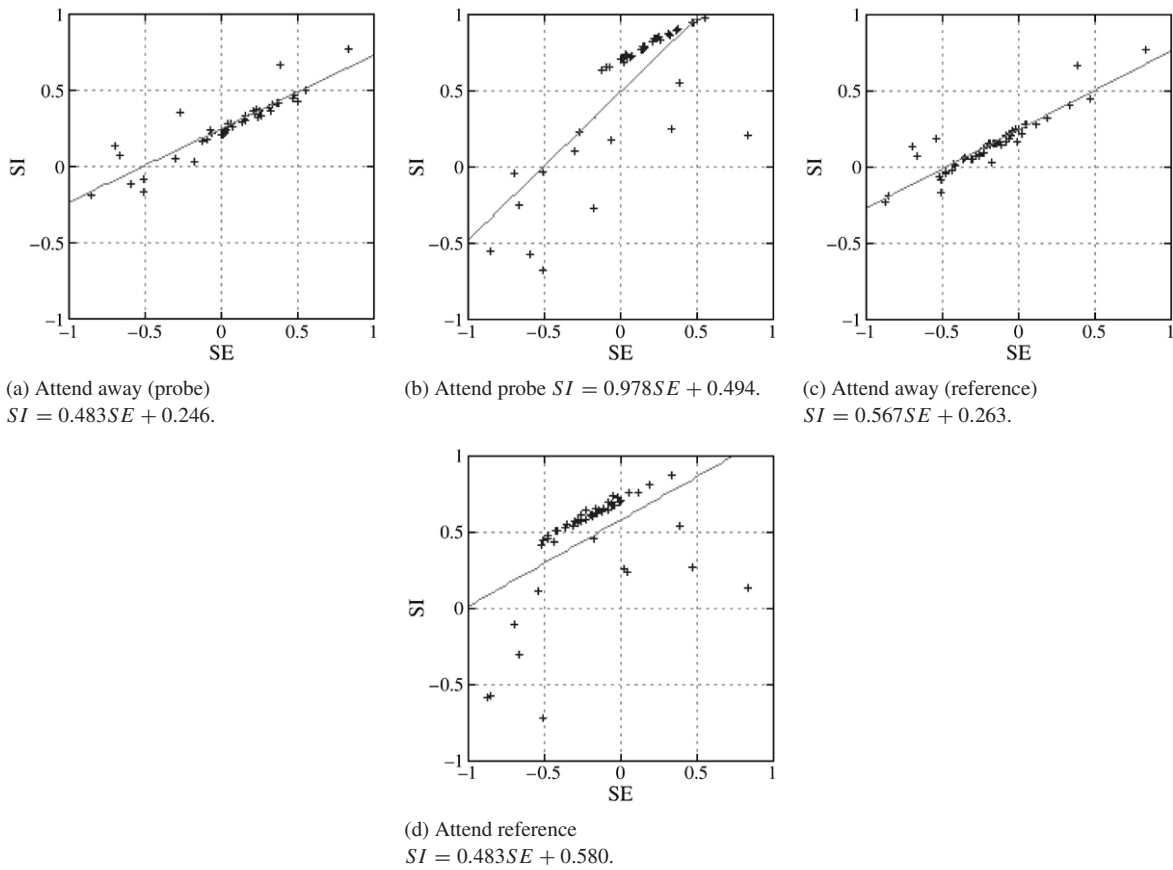 1
0.5
0
−0.5
−1
SI
−1
−0.5
0
0.5
1
SE
(a) Attend away (probe)
SI = 0.483SE + 0.246.
1
0.5
0
−0.5
−1
SI
−1
−0.5
0
0.5
1
SE
(b) Attend probe SI = 0.978SE + 0.494.
1
0.5
0
−0.5
−1
SI
−1
−0.5
0
0.5
1
SE
(c) Attend away (reference)
SI = 0.567SE + 0.263.
1
0.5
0
−0.5
−1
SI
−1
−0.5
0
0.5
1
SE
(d) Attend reference
SI = 0.483SE + 0.580.